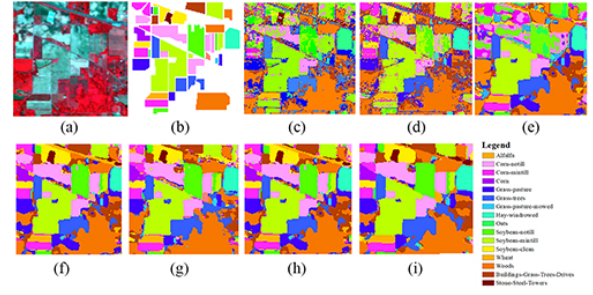 (a)
(b)
(c)
(d)
(e)
(f)
(g)
(h)
(i)
Legend
Alfalfa
Corn-notill
Corn-mintill
Corn
Grass-pasture
Grass-trees
Grass-pasture-mowed
Hay-windrowed
Oats
Soybean-notill
Soybean-mintill
Soybean-clean
Wheat
Woods
Buildings-Grass-Trees-Drives
Stone-Steel-Towers